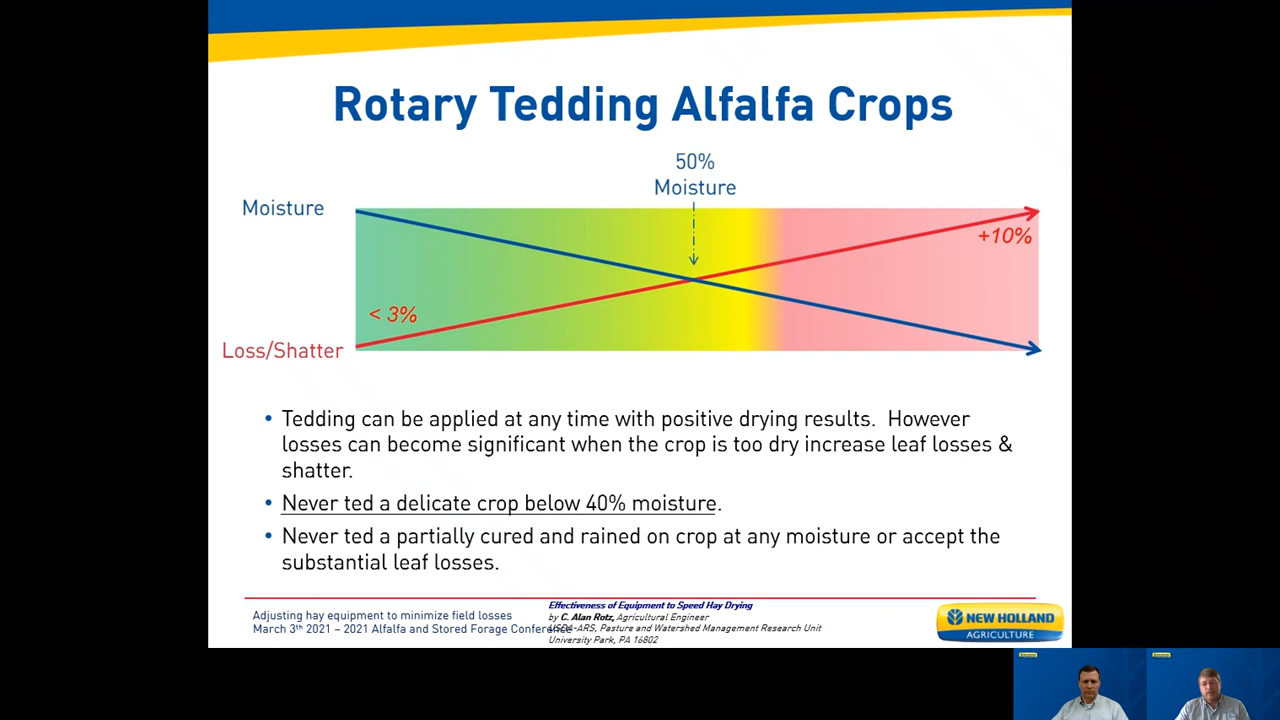 Rotary Tedding Alfalfa Crops
50%
Moisture
Moisture
+10%
< 3%
Loss/Shatter
• Tedding can be applied at any time with positive drying results. However
losses can become significant when the crop is too dry increase leaf losses &
shatter.
• Never ted a delicate crop below 40% moisture.
• Never ted a partially cured and rained on crop at any moisture or accept the
substantial leaf losses.
Adjusting hay equipment to minimize field losses
March 3th 2021 – 2021 Alfalfa and Stored Forage Conference
Effectiveness of Equipment to Speed Hay Drying
by C. Alan Rotz, Agricultural Engineer
USDA-ARS, Pasture and Watershed Management Research Unit
University Park, PA 16802
NEW HOLLAND
AGRICULTURE